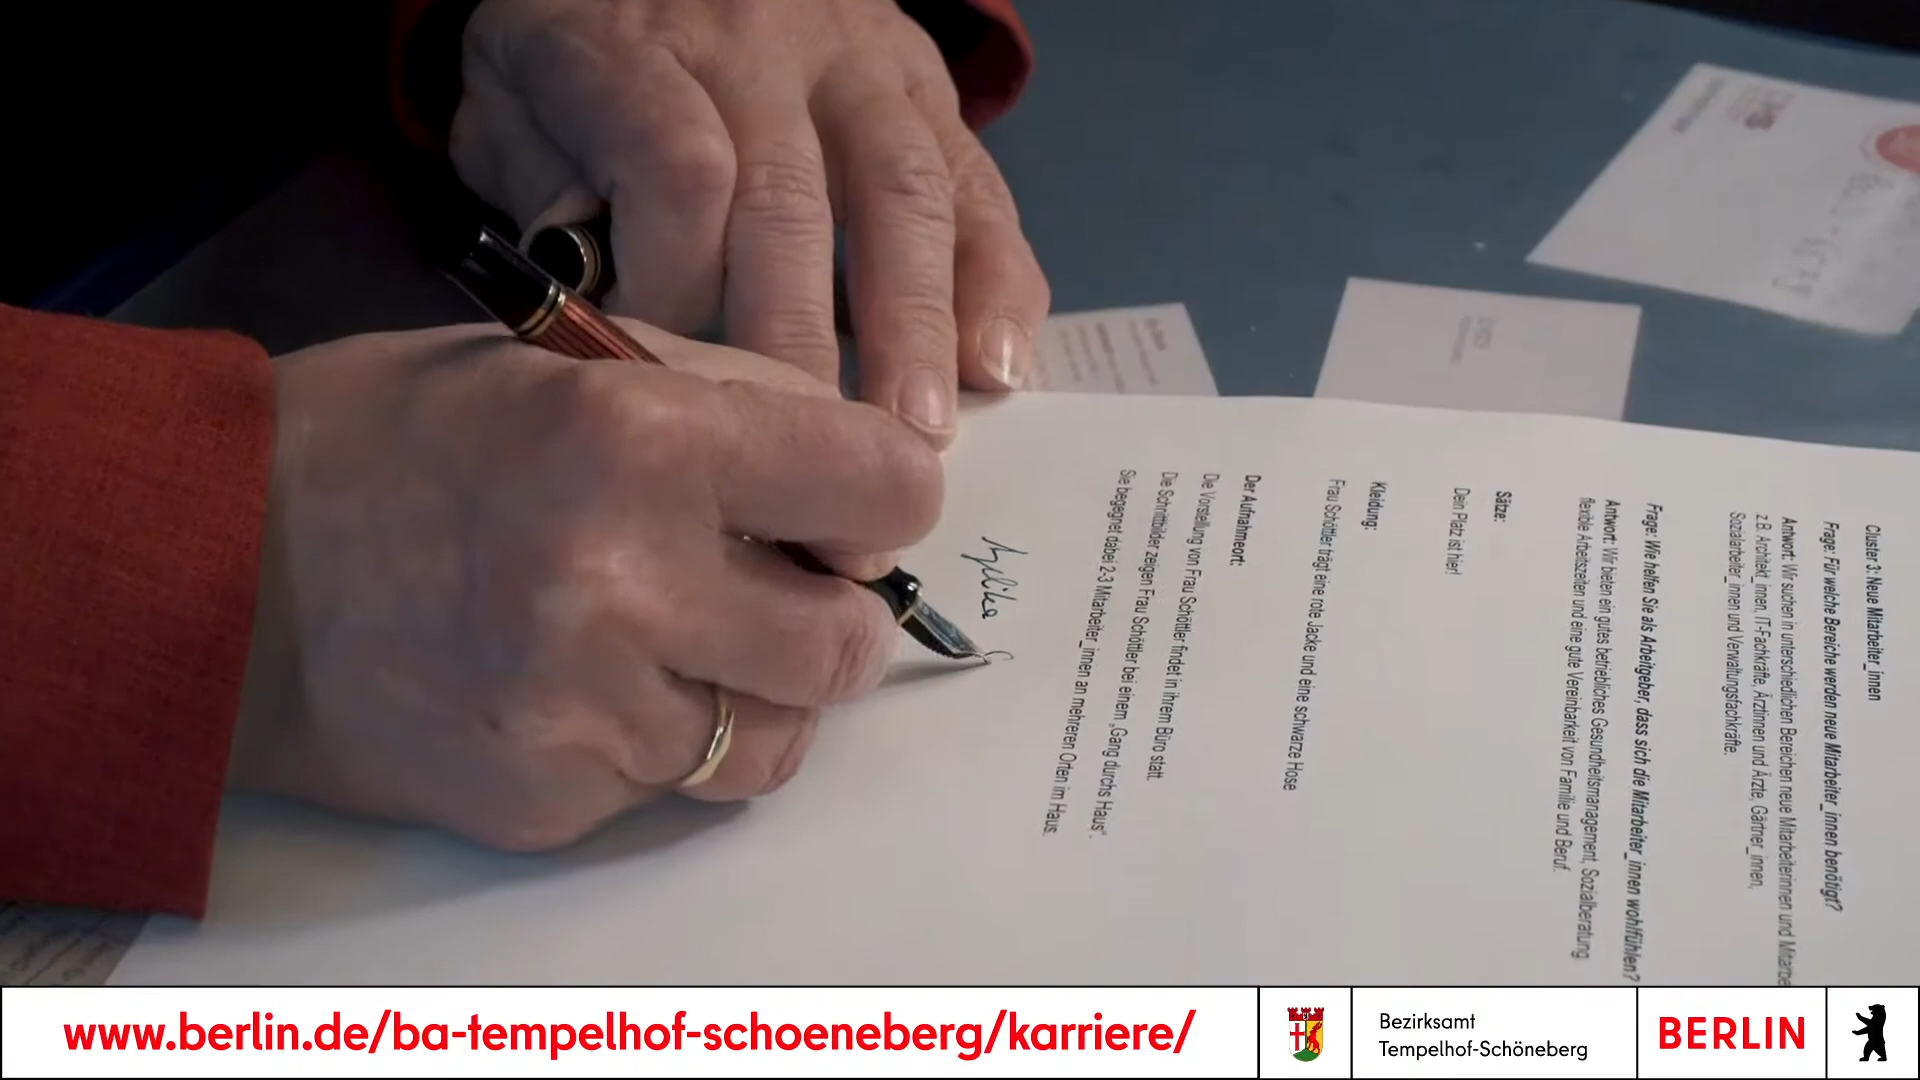 Cluster 3: Neue Mitarbeiter_innen
Frage: Für welche Bereiche werden neue Mitarbeiter_innen benötigt?
Antwort: Wir suchen in unterschiedlichen Bereichen neue Mitarbeiterinnen und Mitarbe
z.B. Architekt_innen, IT-Fachkräfte, Ärztinnen und Ärzte, Gärtner_innen,
Sozialarbeiter_innen und Verwaltungsfachkräfte.
Frage: Wie helfen Sie als Arbeitgeber, dass sich die Mitarbeiter_innen wohlfühlen?
Antwort: Wir bieten ein gutes betriebliches Gesundheitsmanagement, Sozialberatung
flexible Arbeitszeiten und eine gute Vereinbarkeit von Familie und Beruf.
Sätze:
Dein Platz ist hier!
Kleidung:
Frau Schöttler trägt eine rote Jacke und eine schwarze Hose
Der Aufnahmeort:
Die Vorstellung von Frau Schöttler findet in ihrem Büro statt.
Die Schnittbilder zeigen Frau Schöttler bei einem „Gang durchs Haus".
Sie begegnet dabei 2-3 Mitarbeiter_innen an mehreren Orten im Haus.
www.berlin.de/ba-tempelhof-schoeneberg/karriere/
Bezirksamt
Tempelhof-Schöneberg
BERLIN